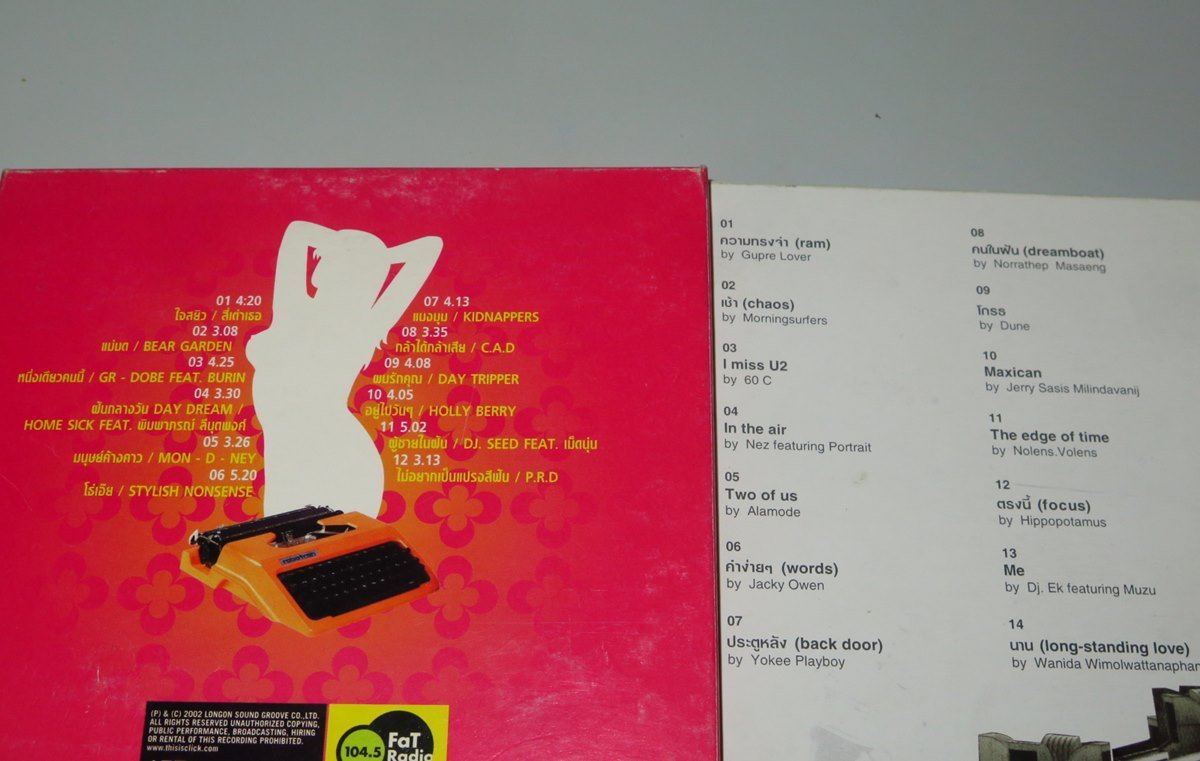 01 4:20
ใจสยิว / สี่เต่าเธอ
02 3.08
แม่มด / BEAR GARDEN
03 4.25
หนึ่งเดียวคนนี้ / GR - DOBE FEAT. BURIN
04 3.30
ฝันกลางวัน DAY DREAM /
HOME SICK FEAT. พิมพาภรณ์ ลีนุตพงศ์
05 3.26
มนุษย์ค้างคาว / MON - D - NEY
06 5.20
โธ่เอ๊ย / STYLISH NONSENSE
07 4.13
แมงมุม / KIDNAPPERS
08 3.35
กล้าได้กล้าเสีย / C.A.D
09 4.08
ผมรักคุณ / DAY TRIPPER
10 4.05
อยู่ไปวันๆ / HOLLY BERRY
11 5.02
ผู้ชายในฝัน / DJ. SEED FEAT. เม็ดนุ่น
12 3.13
ไม่อยากเป็นแปรงสีฟัน / P.R.D
(P) & (C) 2002 LONGON SOUND GROOVE CO.,LTD.
ALL RIGHTS RESERVED UNAUTHORIZED COPYING,
PUBLIC PERFORMANCE, BROADCASTING, HIRING
OR RENTAL OF THIS RECORDING PROHIBITED.
www.thisisclick.com
104.5
FaT
Radio
01
ความทรงจำ (ram)
by Gupre Lover
02
เช้า (chaos)
by Morningsurfers
03
I miss U2
by 60 C
04
In the air
by Nez featuring Portrait
05
Two of us
by Alamode
06
คำง่ายๆ (words)
by Jacky Owen
07
ประตูหลัง (back door)
by Yokee Playboy
08
คนในฝัน (dreamboat)
by Norrathep Masaeng
09
โกรธ
by Dune
10
Maxican
by Jerry Sasis Milindavanij
11
The edge of time
by Nolens.Volens
12
ตรงนี้ (focus)
by Hippopotamus
13
Me
by Dj. Ek featuring Muzu
14
นาน (long-standing love)
by Wanida Wimolwattanaphan